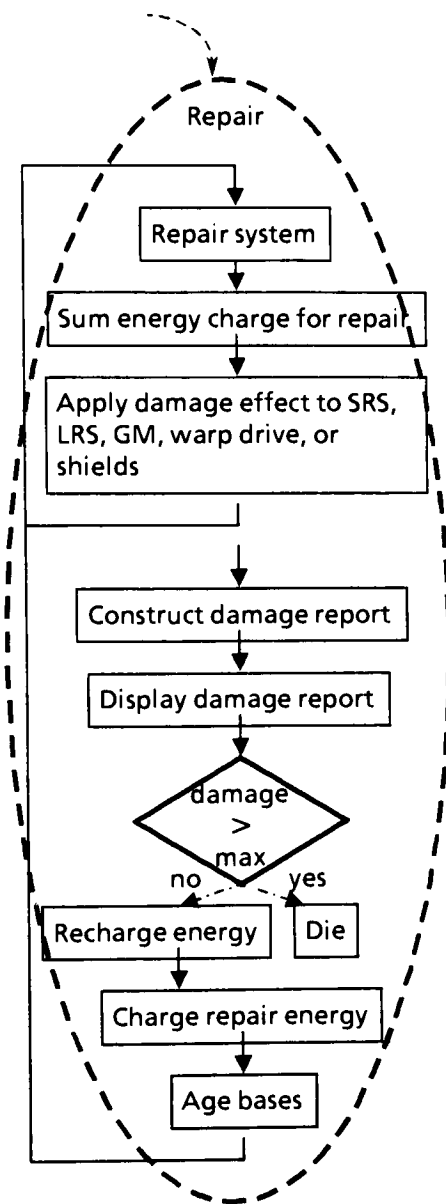 Repair
Repair system
Sum energy charge for repair
Apply damage effect to SRS,
LRS, GM, warp drive, or
shields
Construct damage report
Display damage report
damage
>
max
no yes
Recharge energy Die
Charge repair energy
Age bases